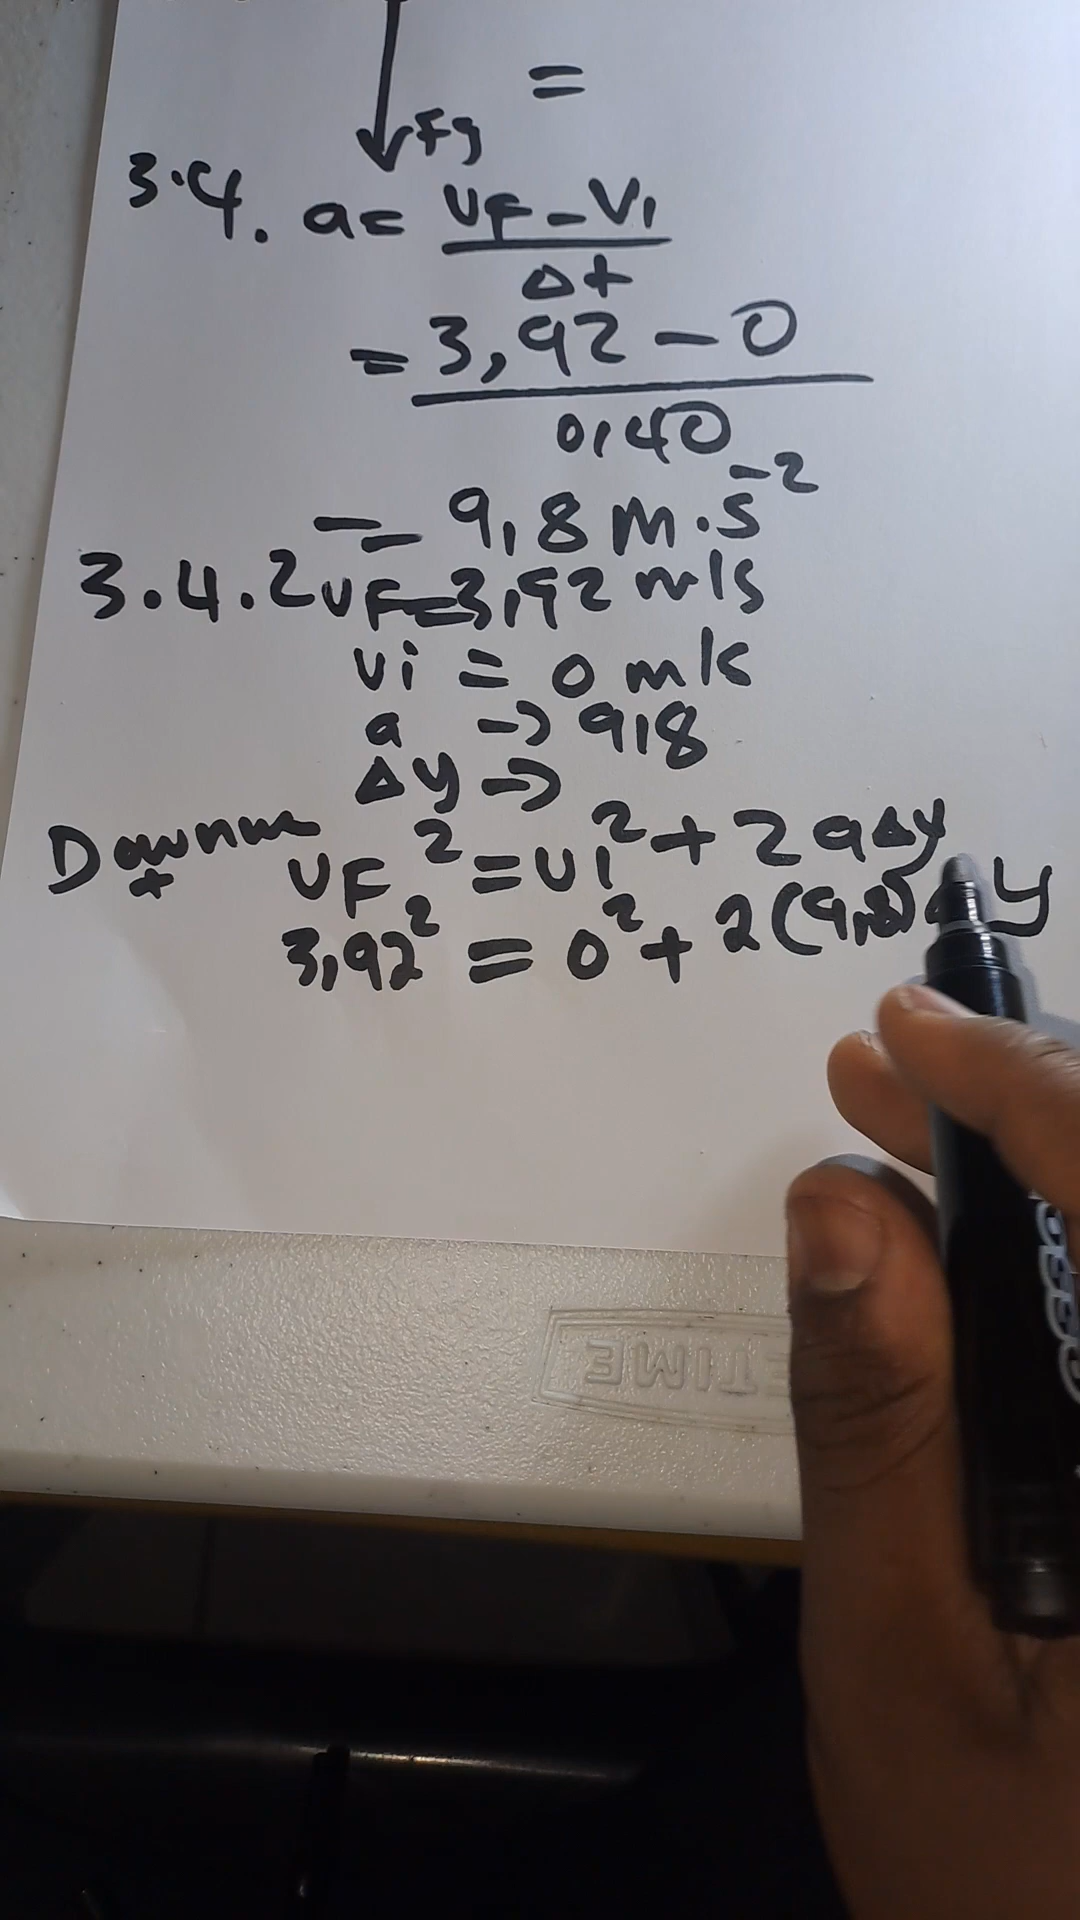 =
Fg
3.4. a= VF-Vi
Δt
= 3,92 - 0
0,40
= 9,8 m.s-2
3.4.2 VF=3,92 m/s
Vi = 0 m/s
a → 9,8
Δy →
+
VF² = Vi² + 2aΔy
3,92² = 0² + 2(9,8)Δy
LIFETIME